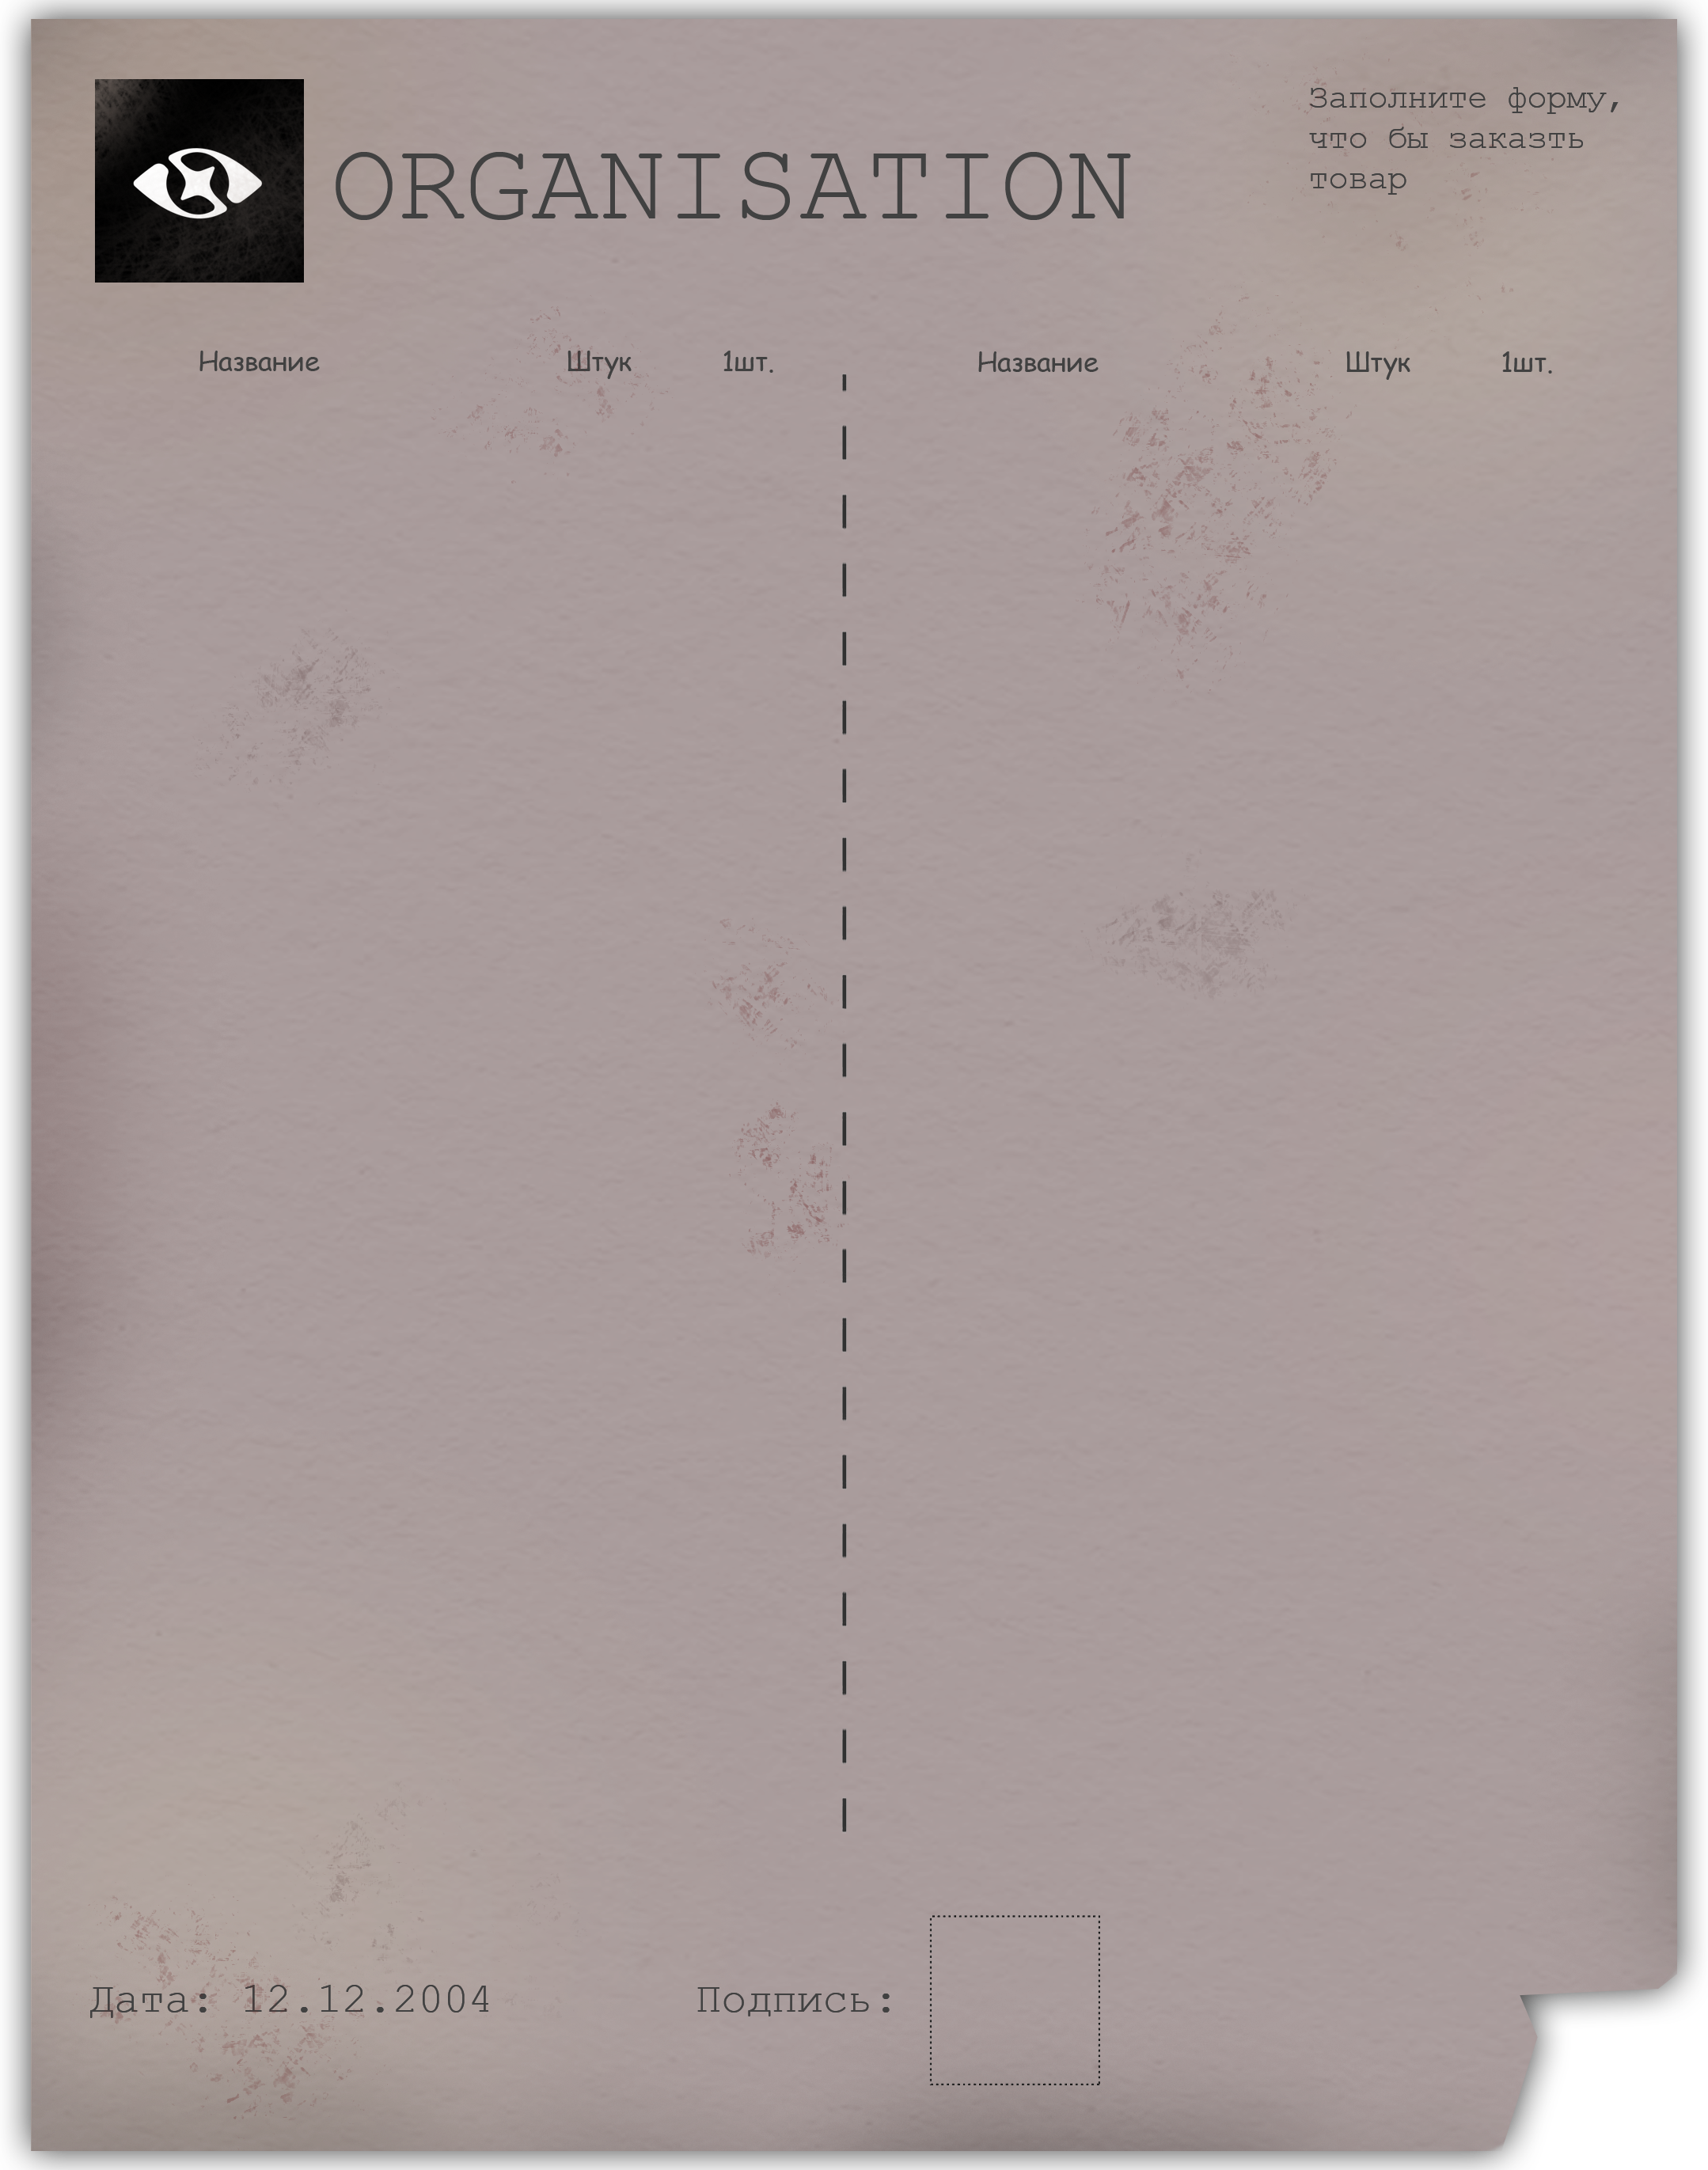 ORGANISATION
Заполните форму,
что бы заказть
товар
Название Штук 1шт. Название Штук 1шт.
Дата: 12.12.2004 Подпись: